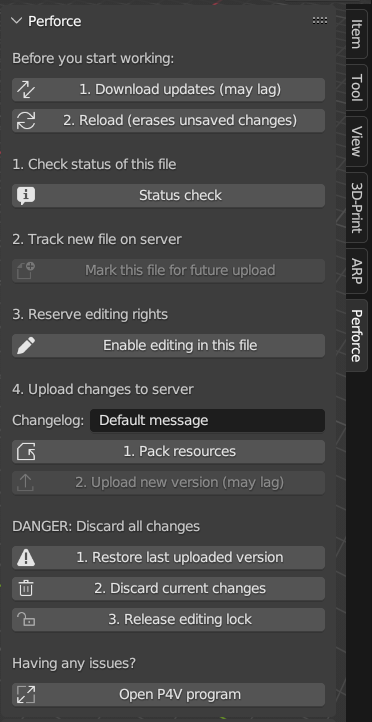 Perforce
Before you start working:
1. Download updates (may lag)
2. Reload (erases unsaved changes)
1. Check status of this file
Status check
2. Track new file on server
Mark this file for future upload
3. Reserve editing rights
Enable editing in this file
4. Upload changes to server
Changelog: Default message
1. Pack resources
2. Upload new version (may lag)
DANGER: Discard all changes
1. Restore last uploaded version
2. Discard current changes
3. Release editing lock
Having any issues?
Open P4V program
Item
Tool
View
3D-Print
ARP
Perforce